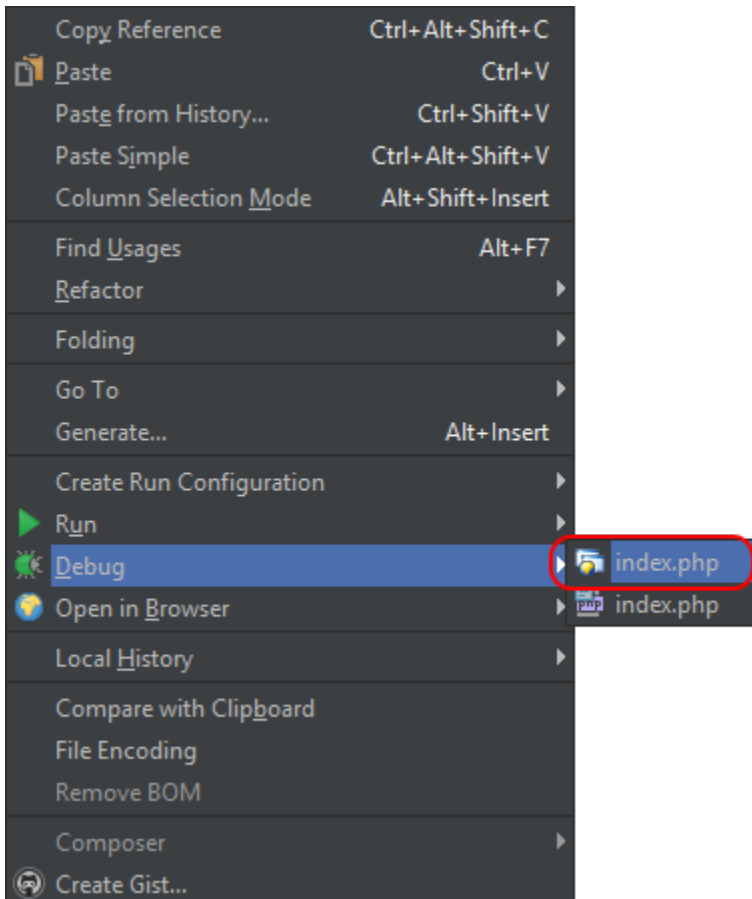 Copy Reference Ctrl+Alt+Shift+C
Paste Ctrl+V
Paste from History... Ctrl+Shift+V
Paste Simple Ctrl+Alt+Shift+V
Column Selection Mode Alt+Shift+Insert
Find Usages Alt+F7
Refactor
Folding
Go To
Generate... Alt+Insert
Create Run Configuration
Run
Debug index.php
Open in Browser index.php
Local History
Compare with Clipboard
File Encoding
Remove BOM
Composer
Create Gist...